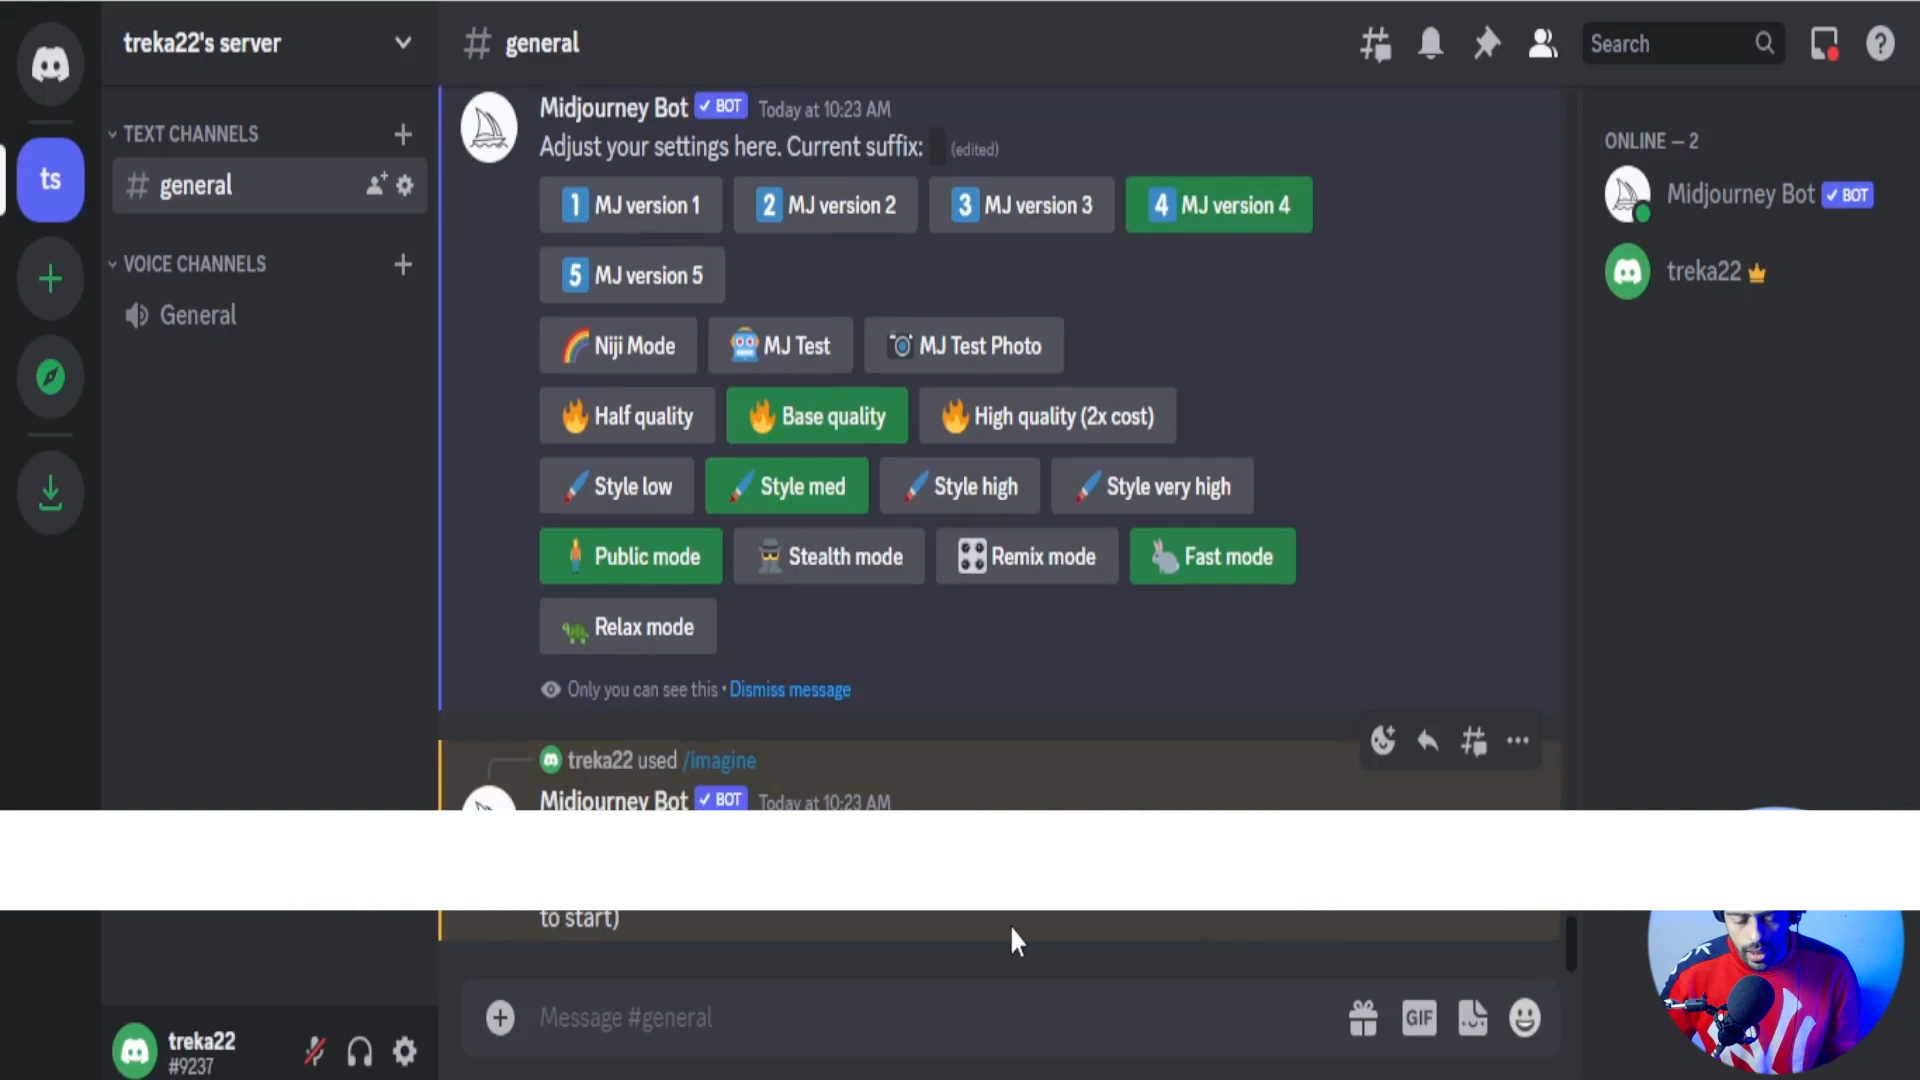 treka22's server
general
Search
TEXT CHANNELS
general
VOICE CHANNELS
General
ts
Midjourney Bot ✓ BOT Today at 10:23 AM
Adjust your settings here. Current suffix: (edited)
1 MJ version 1
2 MJ version 2
3 MJ version 3
4 MJ version 4
5 MJ version 5
Niji Mode
MJ Test
MJ Test Photo
Half quality
Base quality
High quality (2x cost)
Style low
Style med
Style high
Style very high
Public mode
Stealth mode
Remix mode
Fast mode
Relax mode
Only you can see this • Dismiss message
treka22 used /imagine
Midjourney Bot ✓ BOT Today at 10:23 AM
to start)
Message #general
GIF
treka22
#9237
ONLINE — 2
Midjourney Bot ✓ BOT
treka22